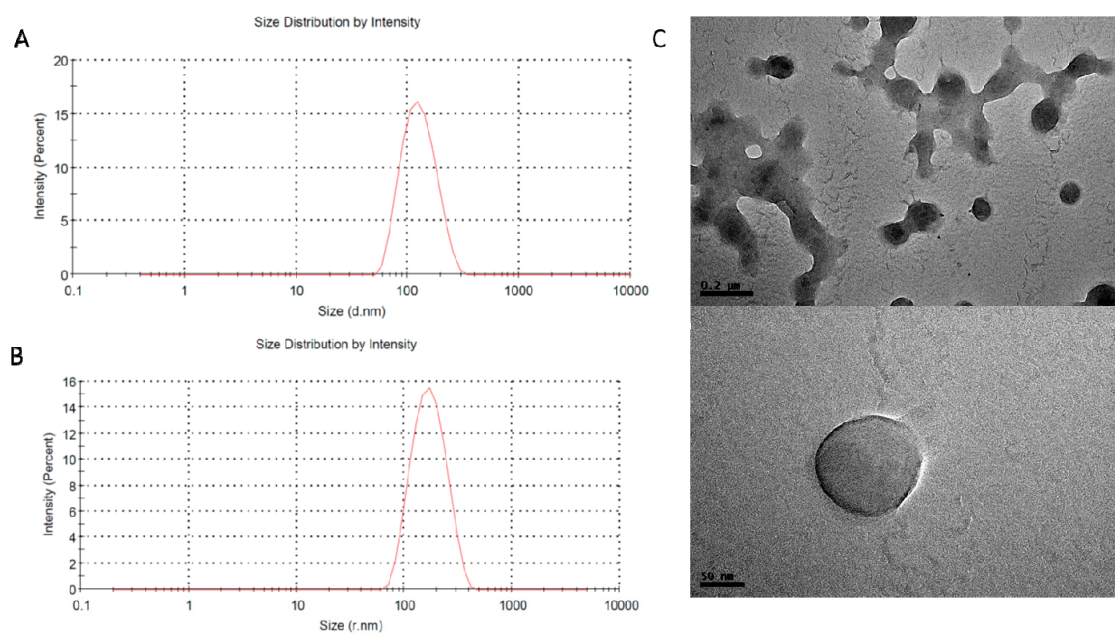 A
Size Distribution by Intensity
Intensity (Percent)
20
15
10
5
0
0.1 1 10 100 1000 10000
Size (d.nm)
B
Size Distribution by Intensity
Intensity (Percent)
16
14
12
10
8
6
4
2
0
0.1 1 10 100 1000 10000
Size (r.nm)
C
0.2 µm
50 nm